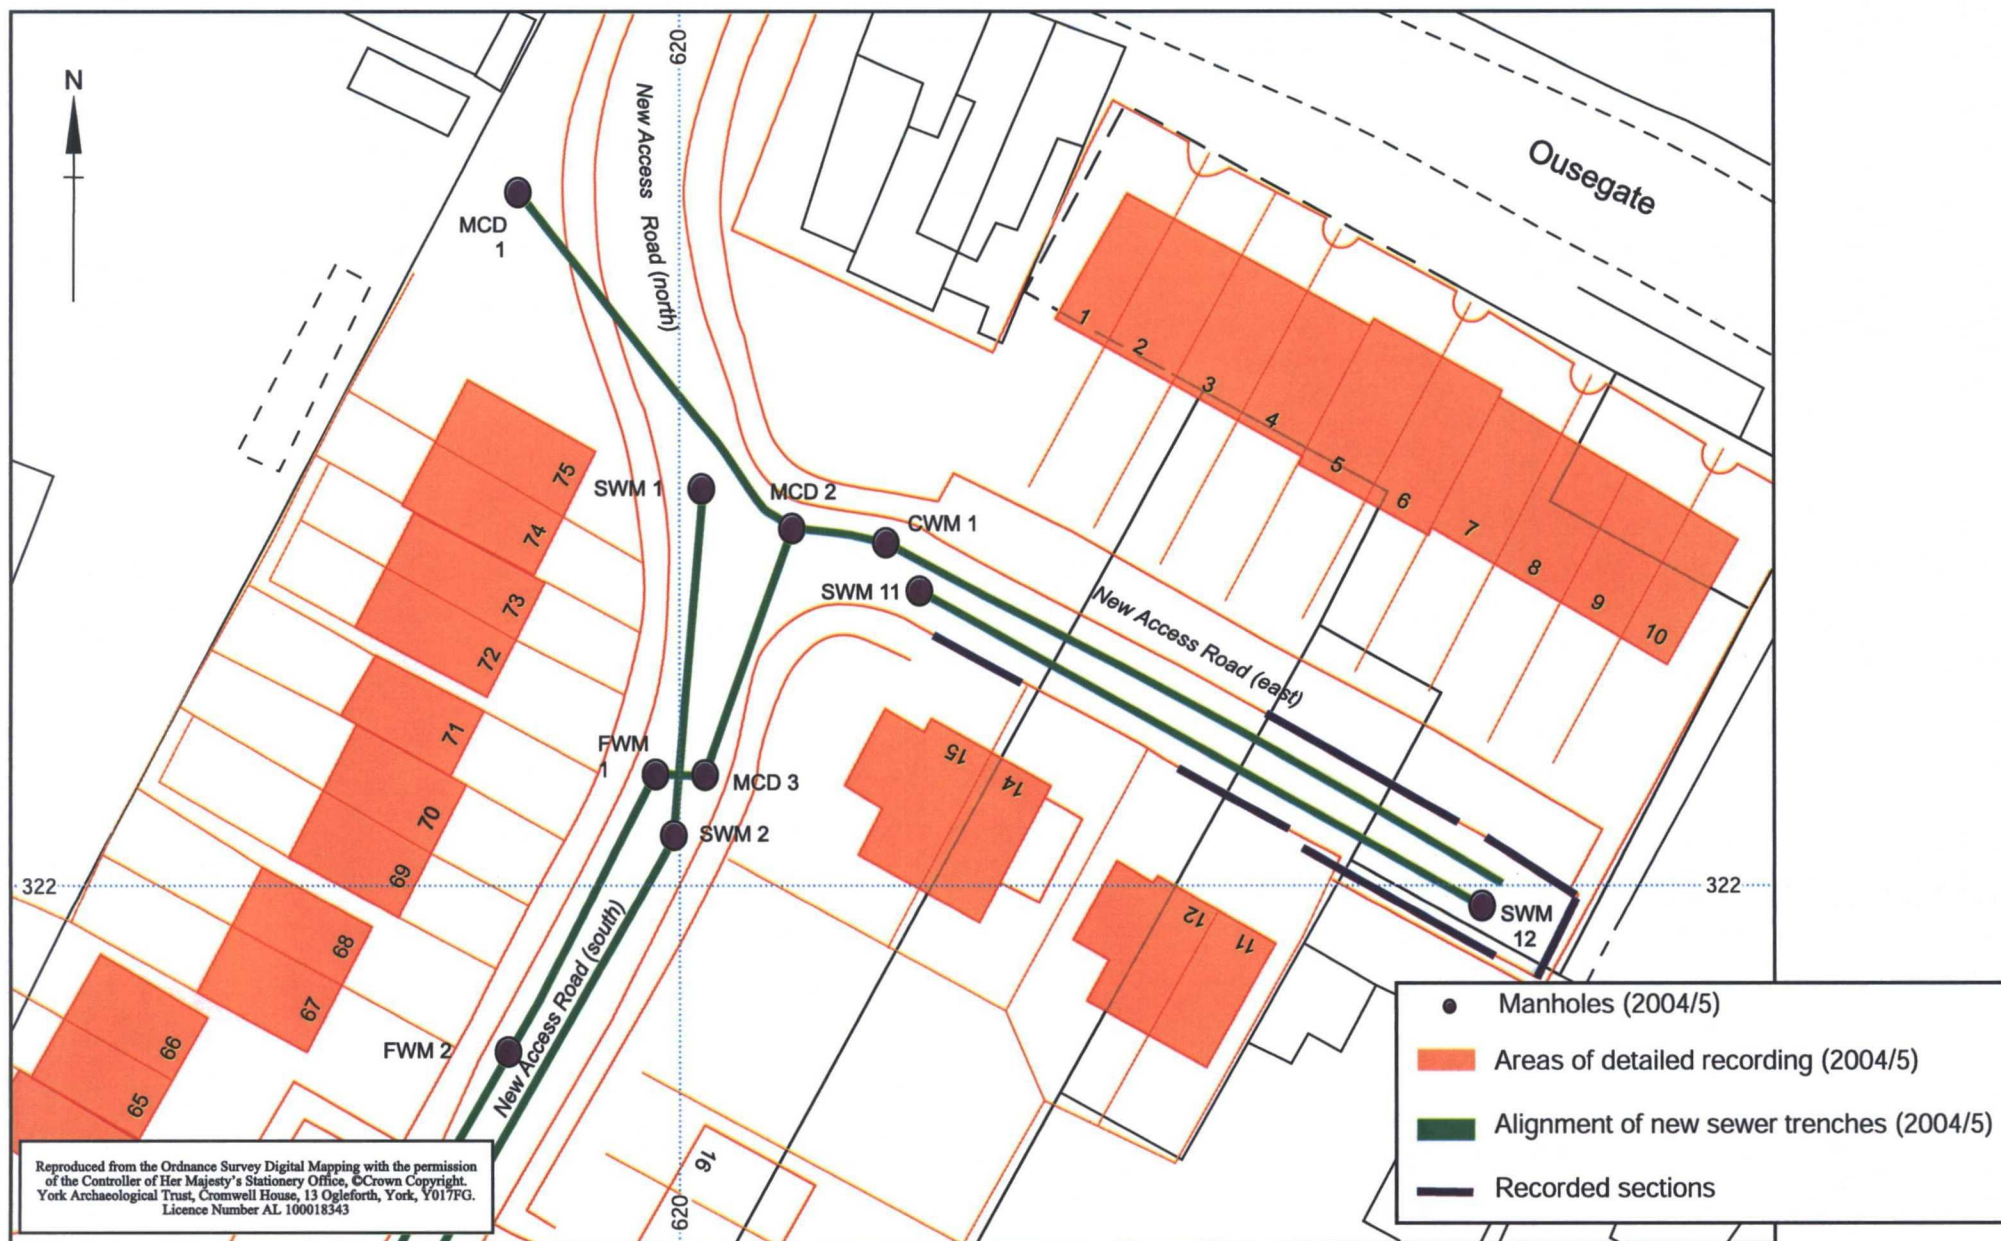 620
N
Ousegate
New Access Road (north)
MCD
1
1
2
3
4
5
6
7
8
9
10
75
74
73
72
71
70
69
68
67
66
65
SWM 1
MCD 2
CWM 1
SWM 11
New Access Road (east)
FWM
1
MCD 3
SWM 2
15
14
12
11
322
322
SWM
12
New Access Road (south)
FWM 2
16
620
Manholes (2004/5)
Areas of detailed recording (2004/5)
Alignment of new sewer trenches (2004/5)
Recorded sections
Reproduced from the Ordnance Survey Digital Mapping with the permission
of the Controller of Her Majesty's Stationery Office, ©Crown Copyright.
York Archaeological Trust, Cromwell House, 13 Ogleforth, York, Y017FG.
Licence Number AL 100018343